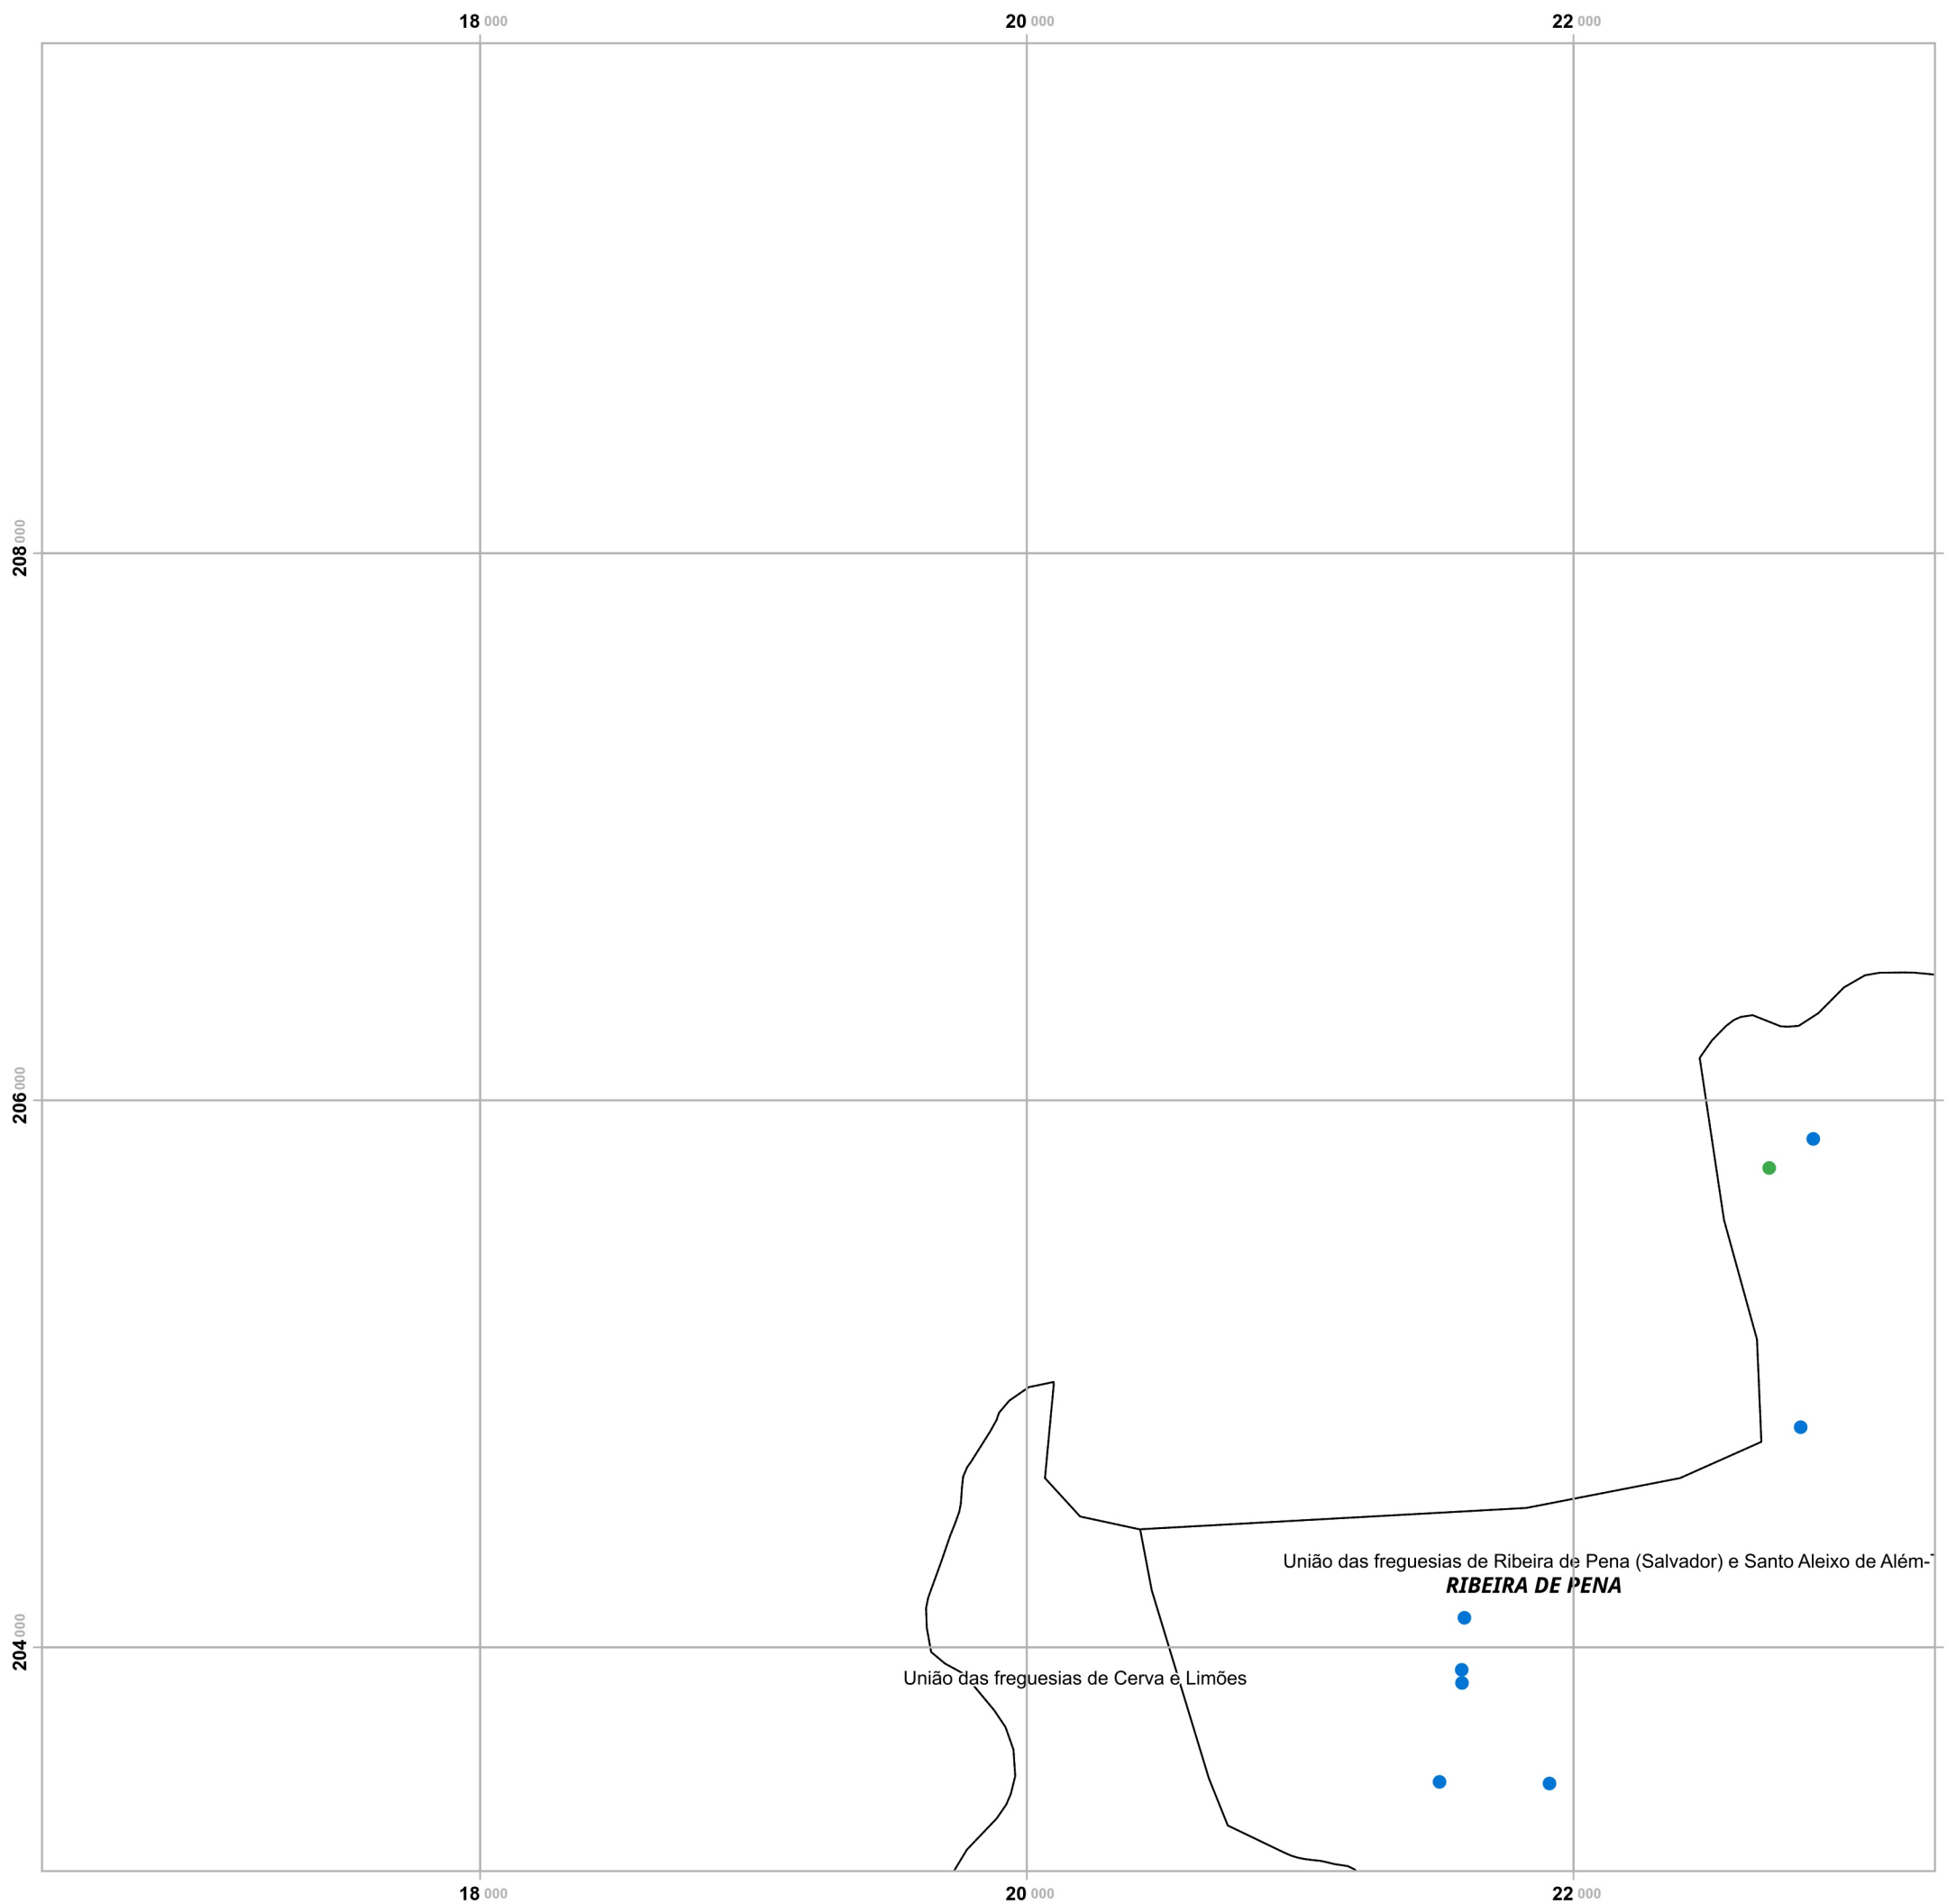 18 000 20 000 22 000
208 000
206 000
União das freguesias de Ribeira de Pena (Salvador) e Santo Aleixo de Além-
RIBEIRA DE PENA
204 000
União das freguesias de Cerva e Limões
18 000 20 000 22 000